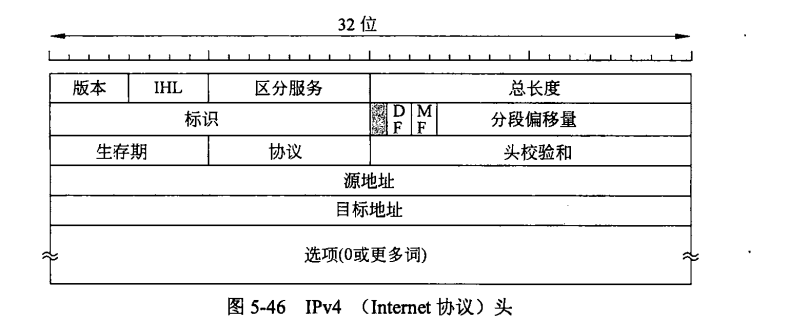 32 位
版本 IHL 区分服务 总长度
标识 DF MF 分段偏移量
生存期 协议 头校验和
源地址
目标地址
选项(0或更多词)
图 5-46 IPv4 （Internet 协议）头